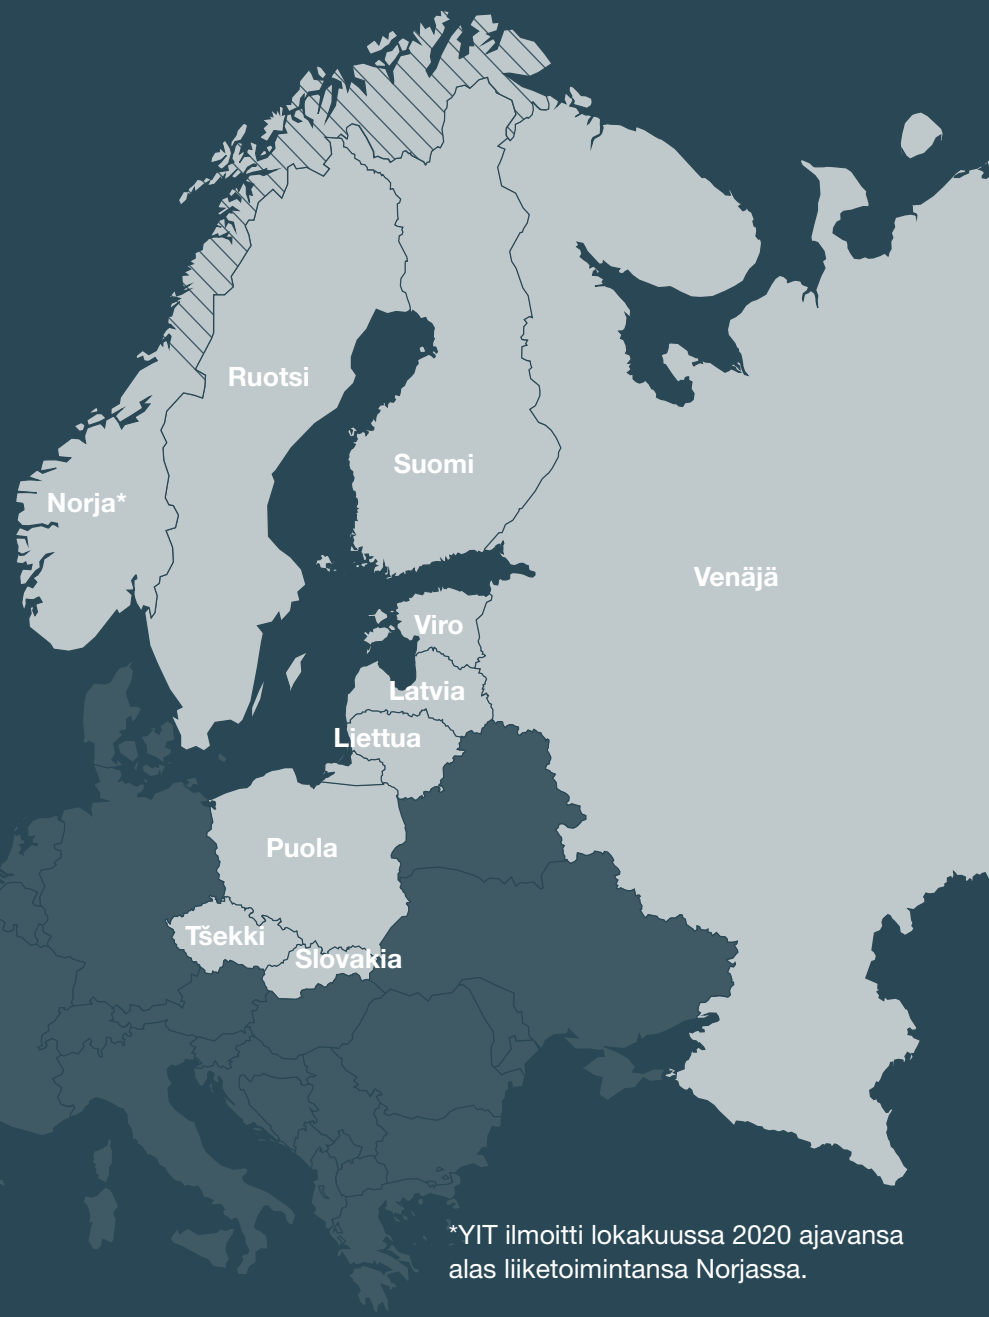 Ruotsi
Suomi
Norja*
Venäjä
Viro
Latvia
Liettua
Puola
Tšekki
Slovakia
*YIT ilmoitti lokakuussa 2020 ajavansa
alas liiketoimintansa Norjassa.